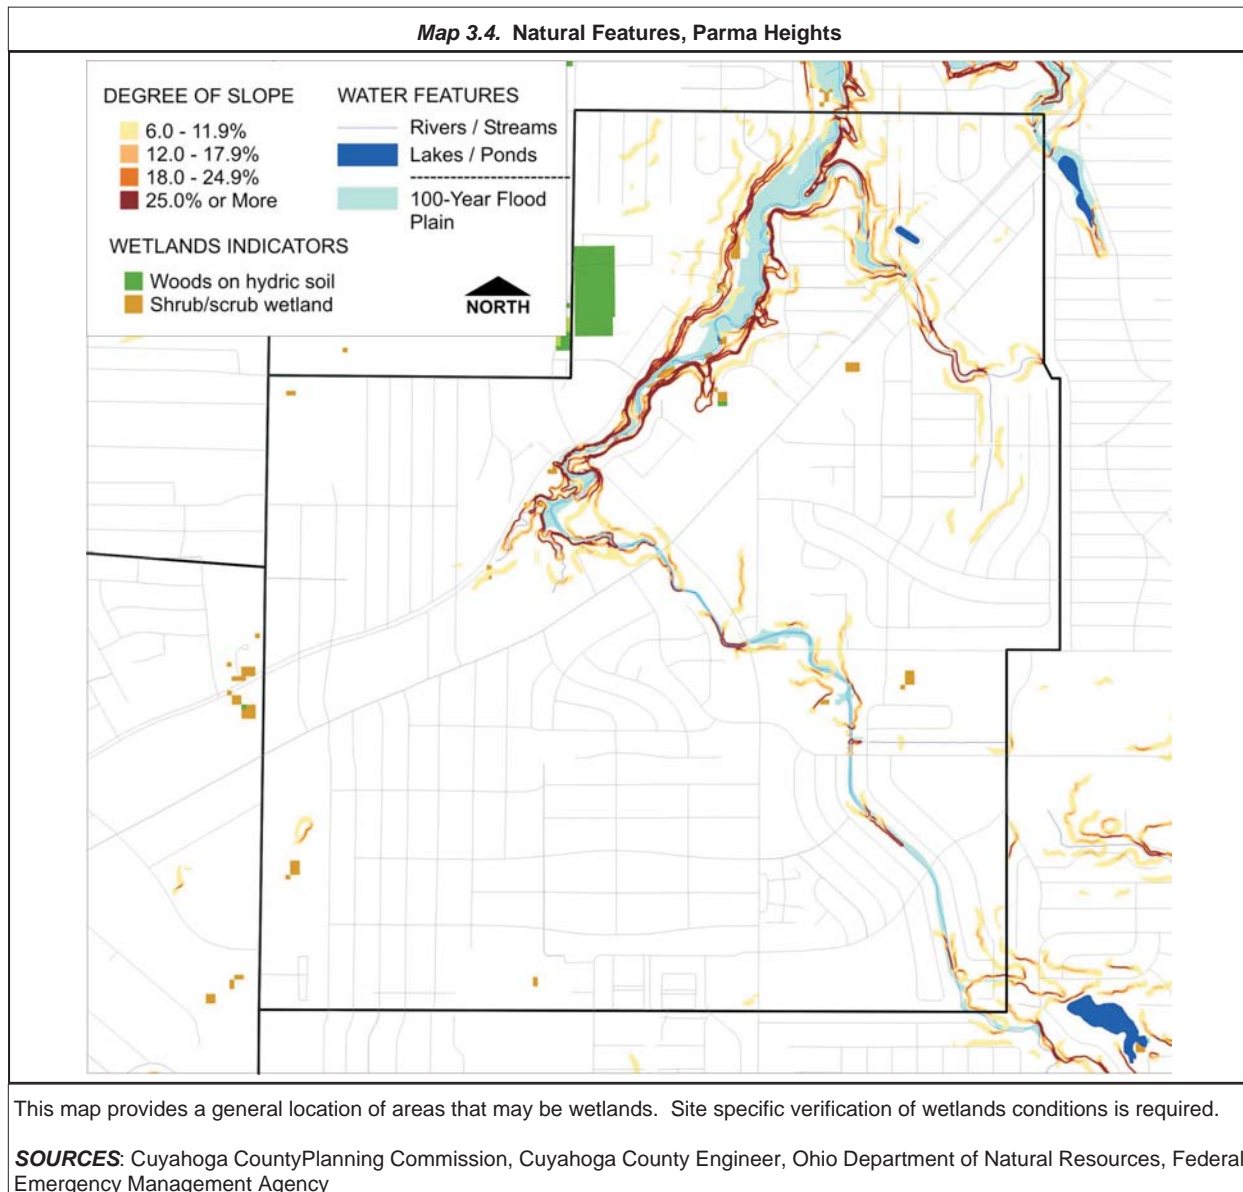 Map 3.4. Natural Features, Parma Heights
DEGREE OF SLOPE
6.0 - 11.9%
12.0 - 17.9%
18.0 - 24.9%
25.0% or More
WATER FEATURES
Rivers / Streams
Lakes / Ponds
100-Year Flood
Plain
WETLANDS INDICATORS
Woods on hydric soil
Shrub/scrub wetland
NORTH
This map provides a general location of areas that may be wetlands. Site specific verification of wetlands conditions is required.
SOURCES: Cuyahoga CountyPlanning Commission, Cuyahoga County Engineer, Ohio Department of Natural Resources, Federal
Emergency Management Agency